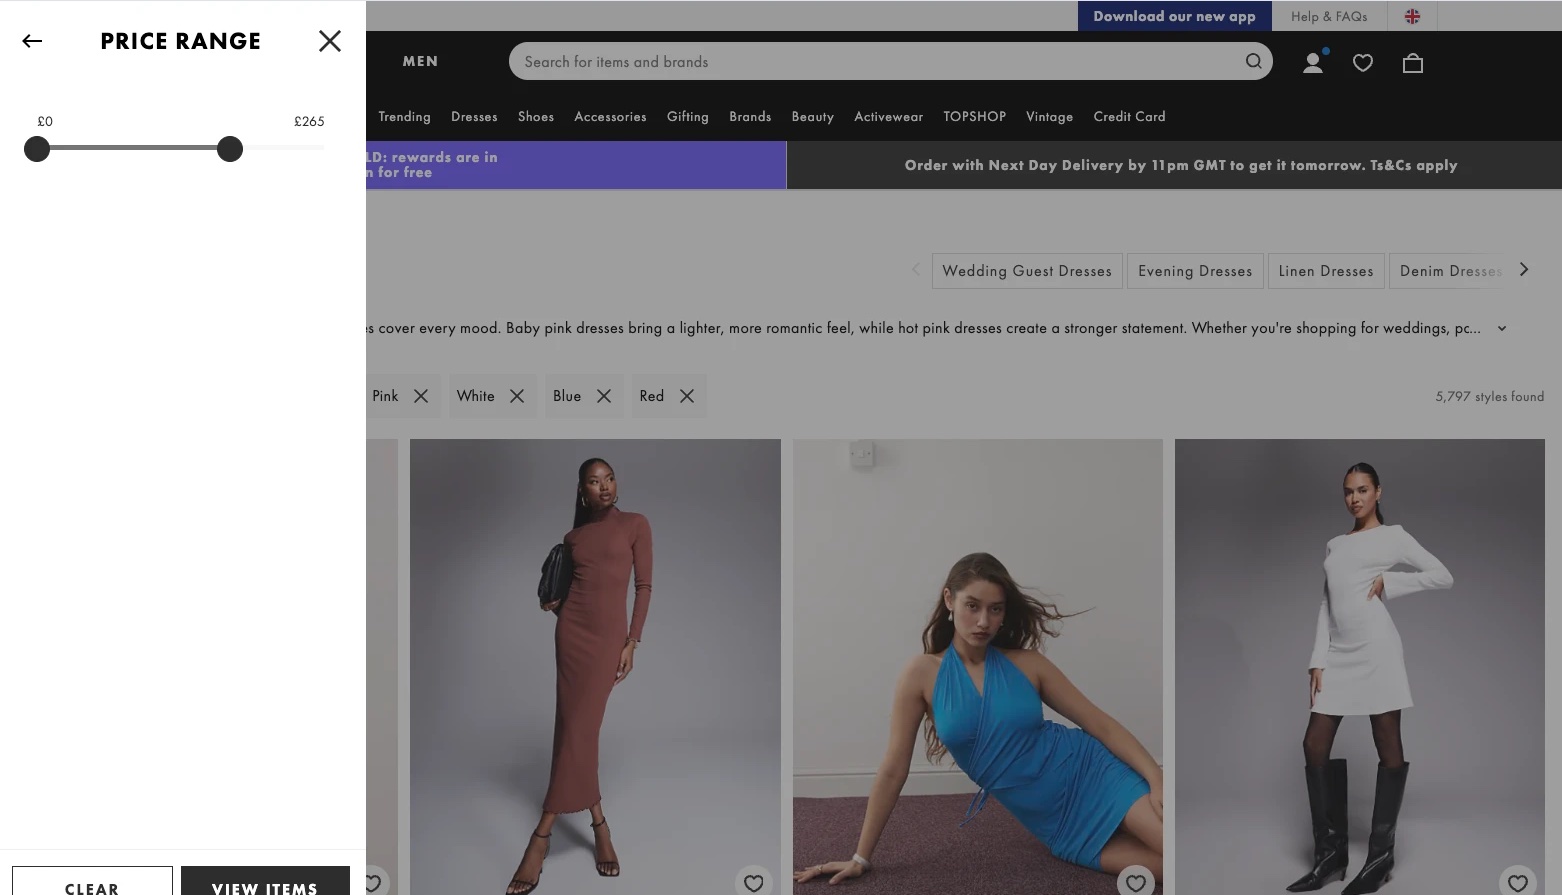 PRICE RANGE
£0
£265
CLEAR
VIEW ITEMS
Download our new app
Help & FAQs
MEN
Search for items and brands
Trending
Dresses
Shoes
Accessories
Gifting
Brands
Beauty
Activewear
TOPSHOP
Vintage
Credit Card
LD: rewards are in
n for free
Order with Next Day Delivery by 11pm GMT to get it tomorrow. Ts&Cs apply
Wedding Guest Dresses
Evening Dresses
Linen Dresses
Denim Dresses
es cover every mood. Baby pink dresses bring a lighter, more romantic feel, while hot pink dresses create a stronger statement. Whether you're shopping for weddings, pc...
Pink
White
Blue
Red
5,797 styles found